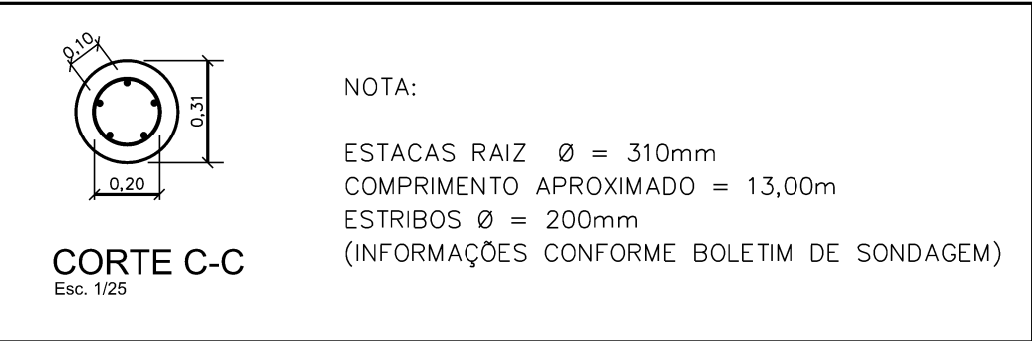 0,10
0,31
0,20
CORTE C-C
Esc. 1/25
NOTA:
ESTACAS RAIZ Ø = 310mm
COMPRIMENTO APROXIMADO = 13,00m
ESTRIBOS Ø = 200mm
(INFORMAÇÕES CONFORME BOLETIM DE SONDAGEM)